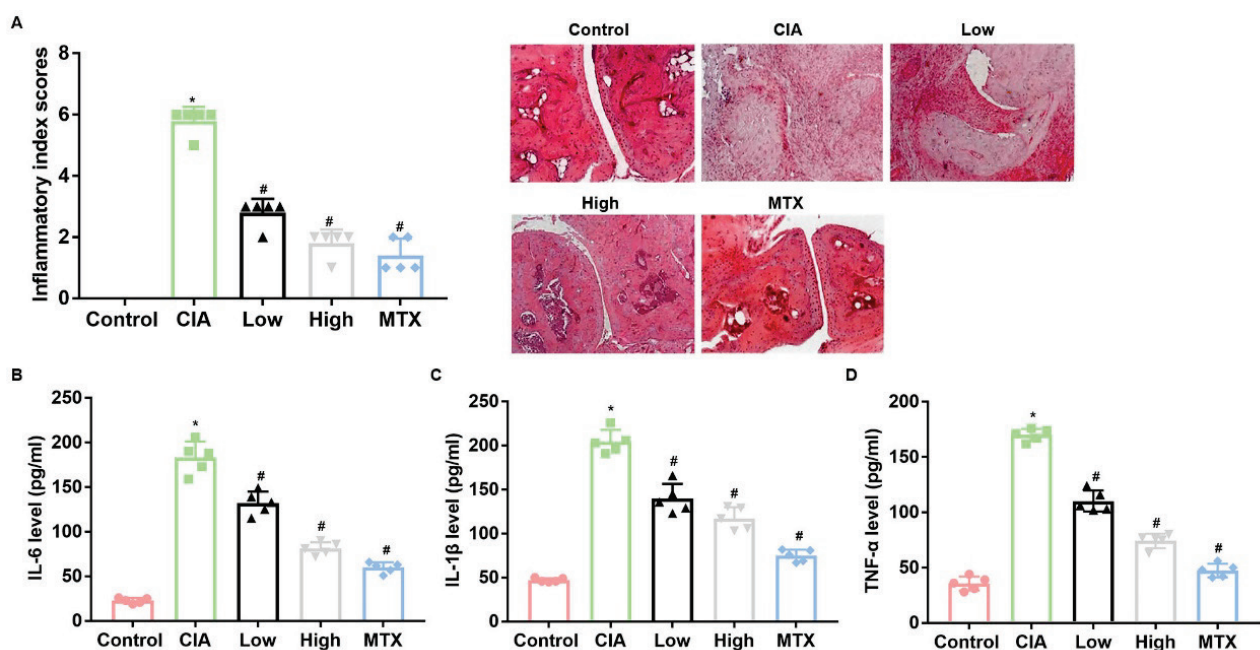 A
Inflammatory index scores
8
6
4
2
0
*
#
#
#
Control CIA Low High MTX
Control CIA Low
High MTX
B
IL-6 level (pg/ml)
250
200
150
100
50
0
*
#
#
#
Control CIA Low High MTX
C
IL-1β level (pg/ml)
250
200
150
100
50
0
*
#
#
#
Control CIA Low High MTX
D
TNF-α level (pg/ml)
200
150
100
50
0
*
#
#
#
Control CIA Low High MTX